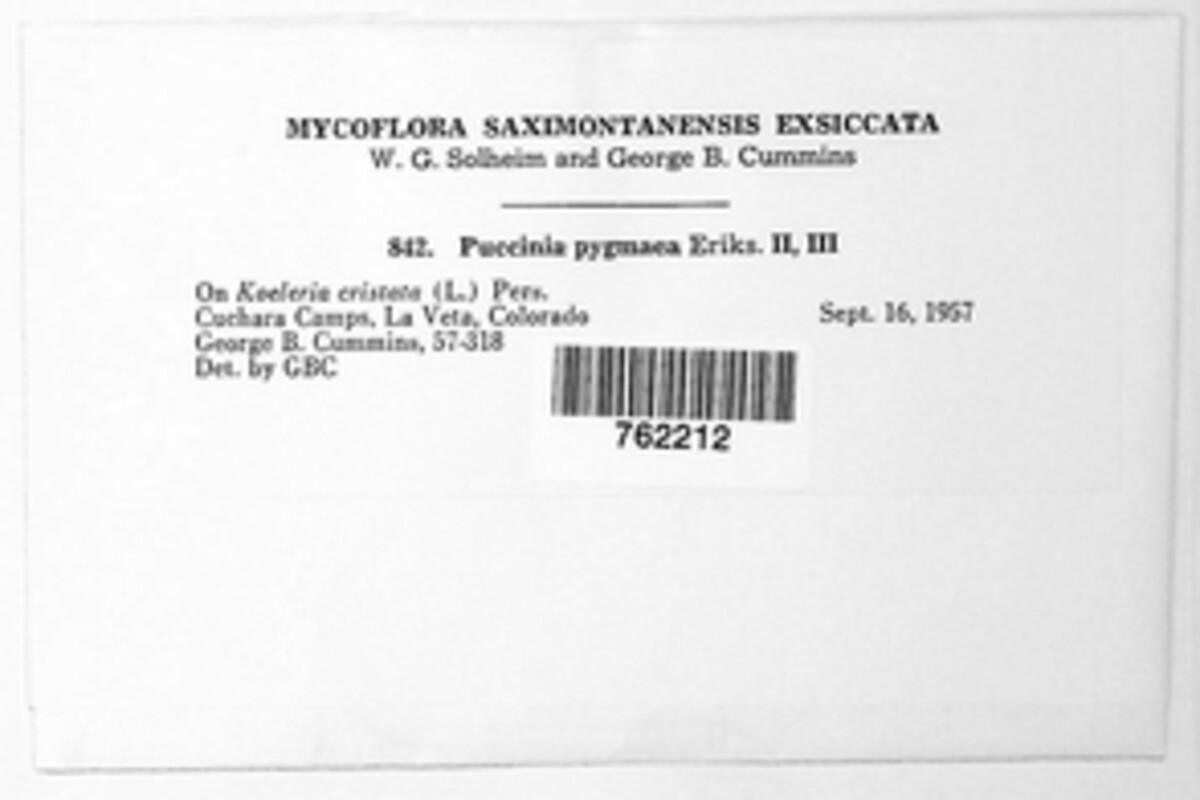 MYCOFLORA SAXIMONTANENSIS EXSICCATA
W. G. Solheim and George B. Cummins
842. Puccinia pygmaea Eriks. II, III
On Koeleria cristata (L.) Pers.
Cuchara Camps, La Veta, Colorado Sept. 16, 1957
George B. Cummins, 57-318
Det. by GBC
762212